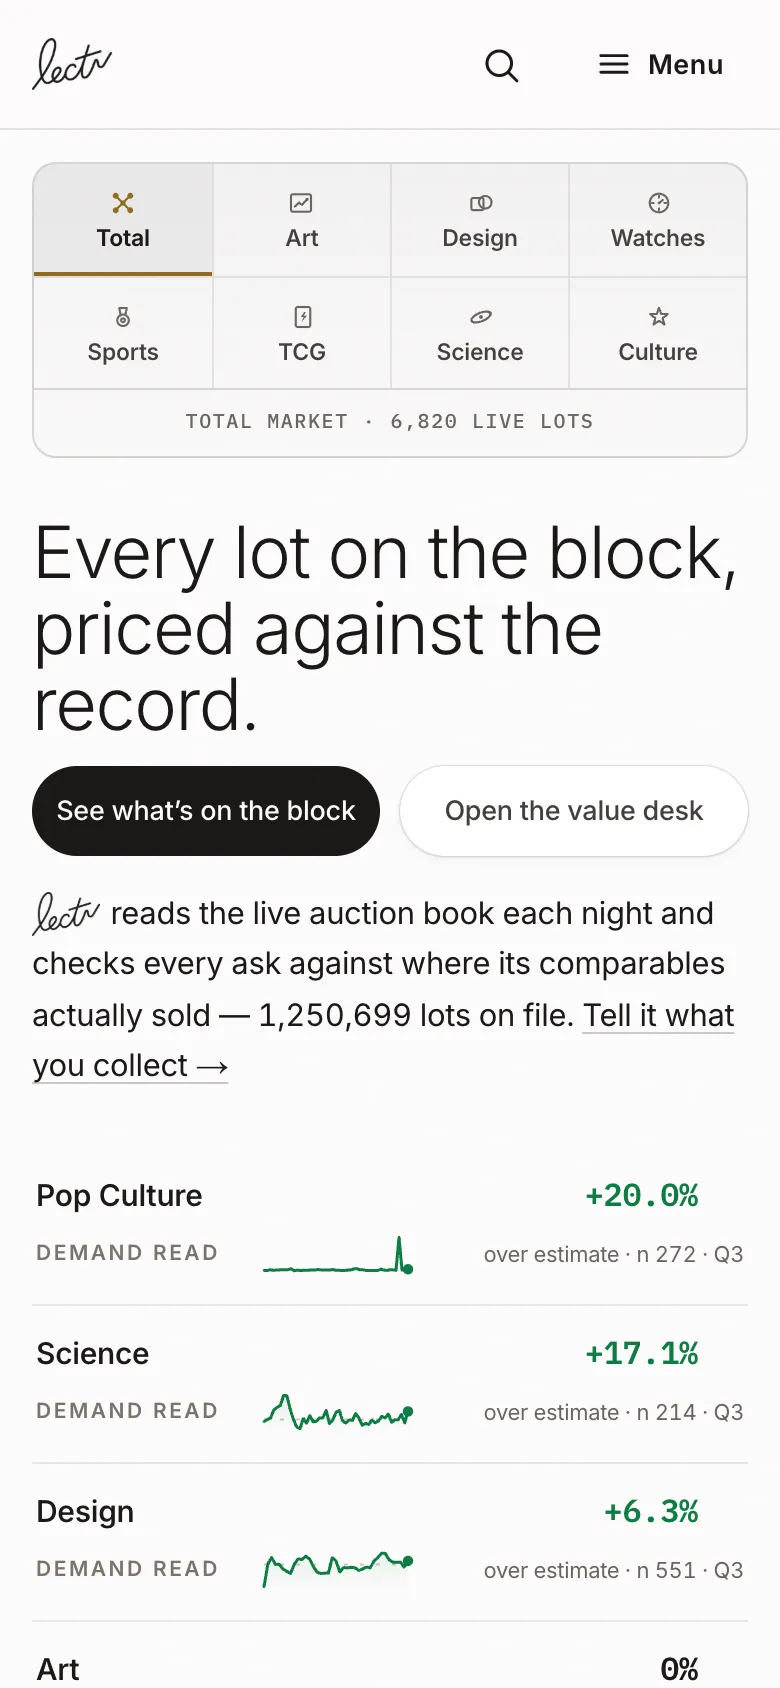 lectr
Menu
Total
Art
Design
Watches
Sports
TCG
Science
Culture
TOTAL MARKET · 6,820 LIVE LOTS
Every lot on the block,
priced against the
record.
See what’s on the block
Open the value desk
lectr reads the live auction book each night and
checks every ask against where its comparables
actually sold — 1,250,699 lots on file. Tell it what
you collect →
Pop Culture
+20.0%
DEMAND READ
over estimate · n 272 · Q3
Science
+17.1%
DEMAND READ
over estimate · n 214 · Q3
Design
+6.3%
DEMAND READ
over estimate · n 551 · Q3
Art
0%